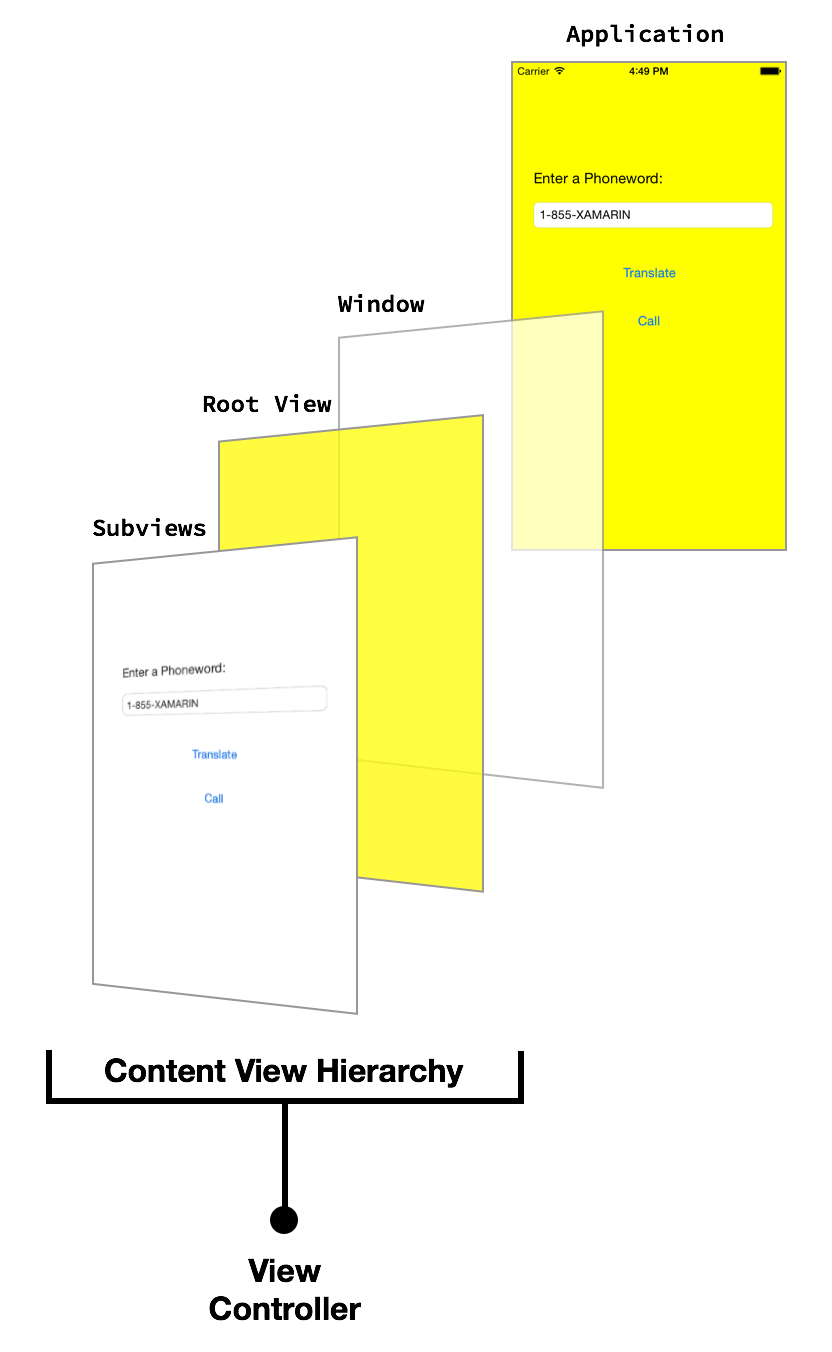 Application
Carrier 4:49 PM
Enter a Phoneword:
1-855-XAMARIN
Translate
Call
Window
Root View
Subviews
Enter a Phoneword:
1-855-XAMARIN
Translate
Call
Content View Hierarchy
View
Controller